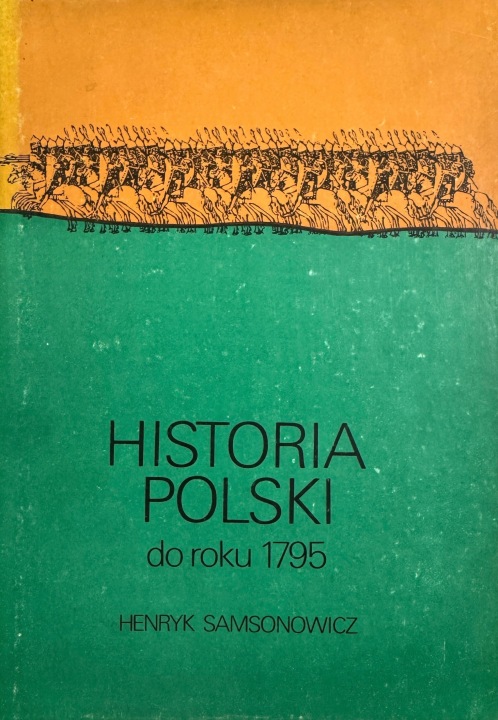 HISTORIA
POLSKI
do roku 1795
HENRYK SAMSONOWICZ